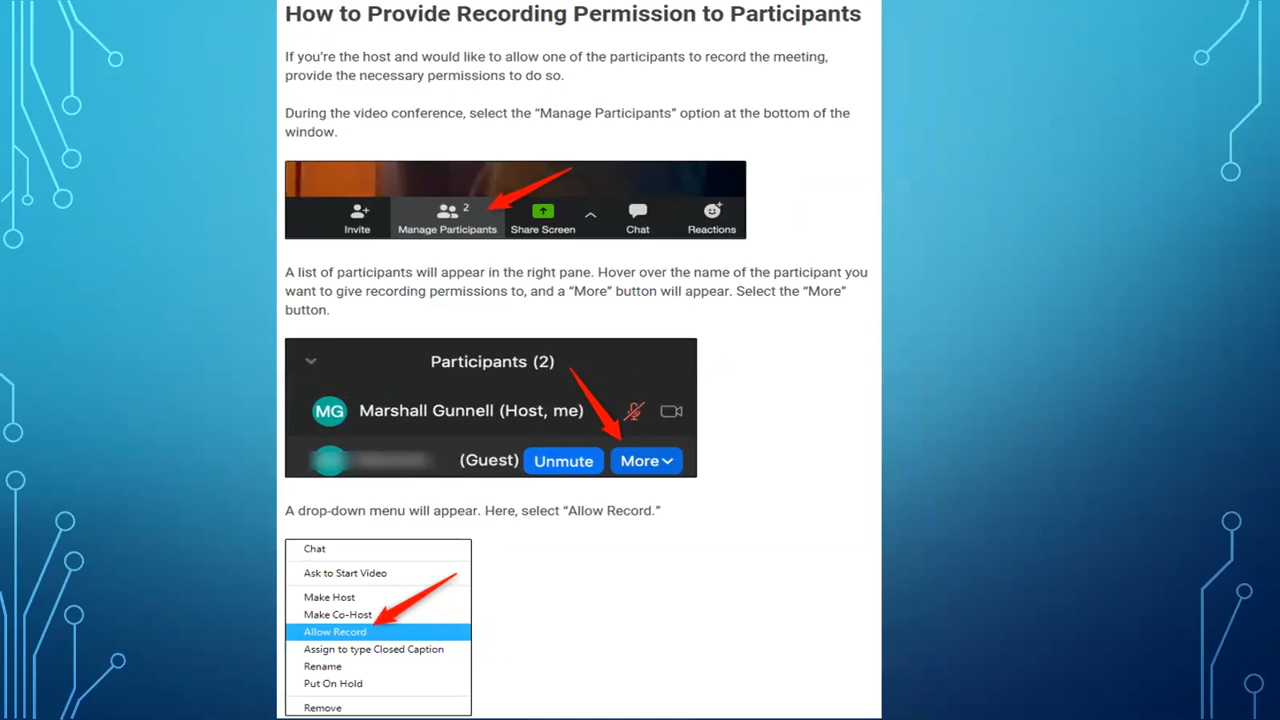 How to Provide Recording Permission to Participants
If you’re the host and would like to allow one of the participants to record the meeting,
provide the necessary permissions to do so.
During the video conference, select the “Manage Participants” option at the bottom of the
window.
2
Invite Manage Participants Share Screen Chat Reactions
A list of participants will appear in the right pane. Hover over the name of the participant you
want to give recording permissions to, and a “More” button will appear. Select the “More”
button.
Participants (2)
MG Marshall Gunnell (Host, me)
(Guest) Unmute More
A drop-down menu will appear. Here, select “Allow Record.”
Chat
Ask to Start Video
Make Host
Make Co-Host
Allow Record
Assign to type Closed Caption
Rename
Put On Hold
Remove